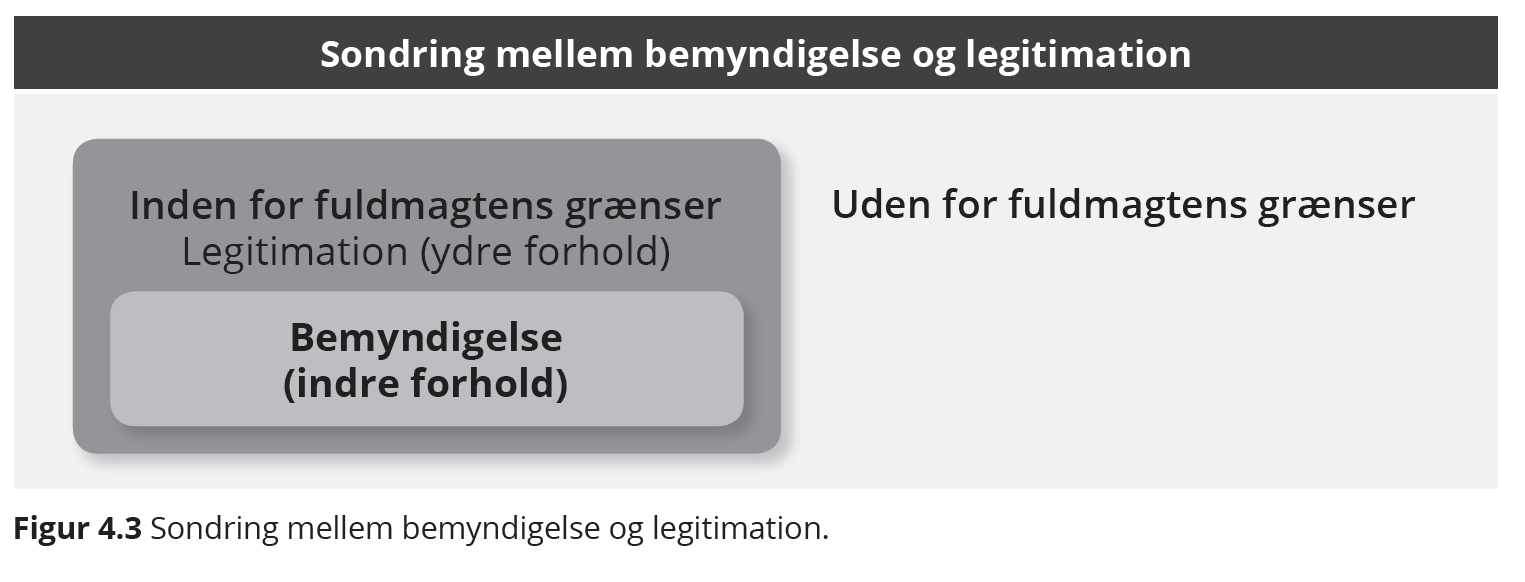 Sondring mellem bemyndigelse og legitimation
Inden for fuldmagtens grænser
Legitimation (ydre forhold)
Bemyndigelse
(indre forhold)
Uden for fuldmagtens grænser
Figur 4.3 Sondring mellem bemyndigelse og legitimation.